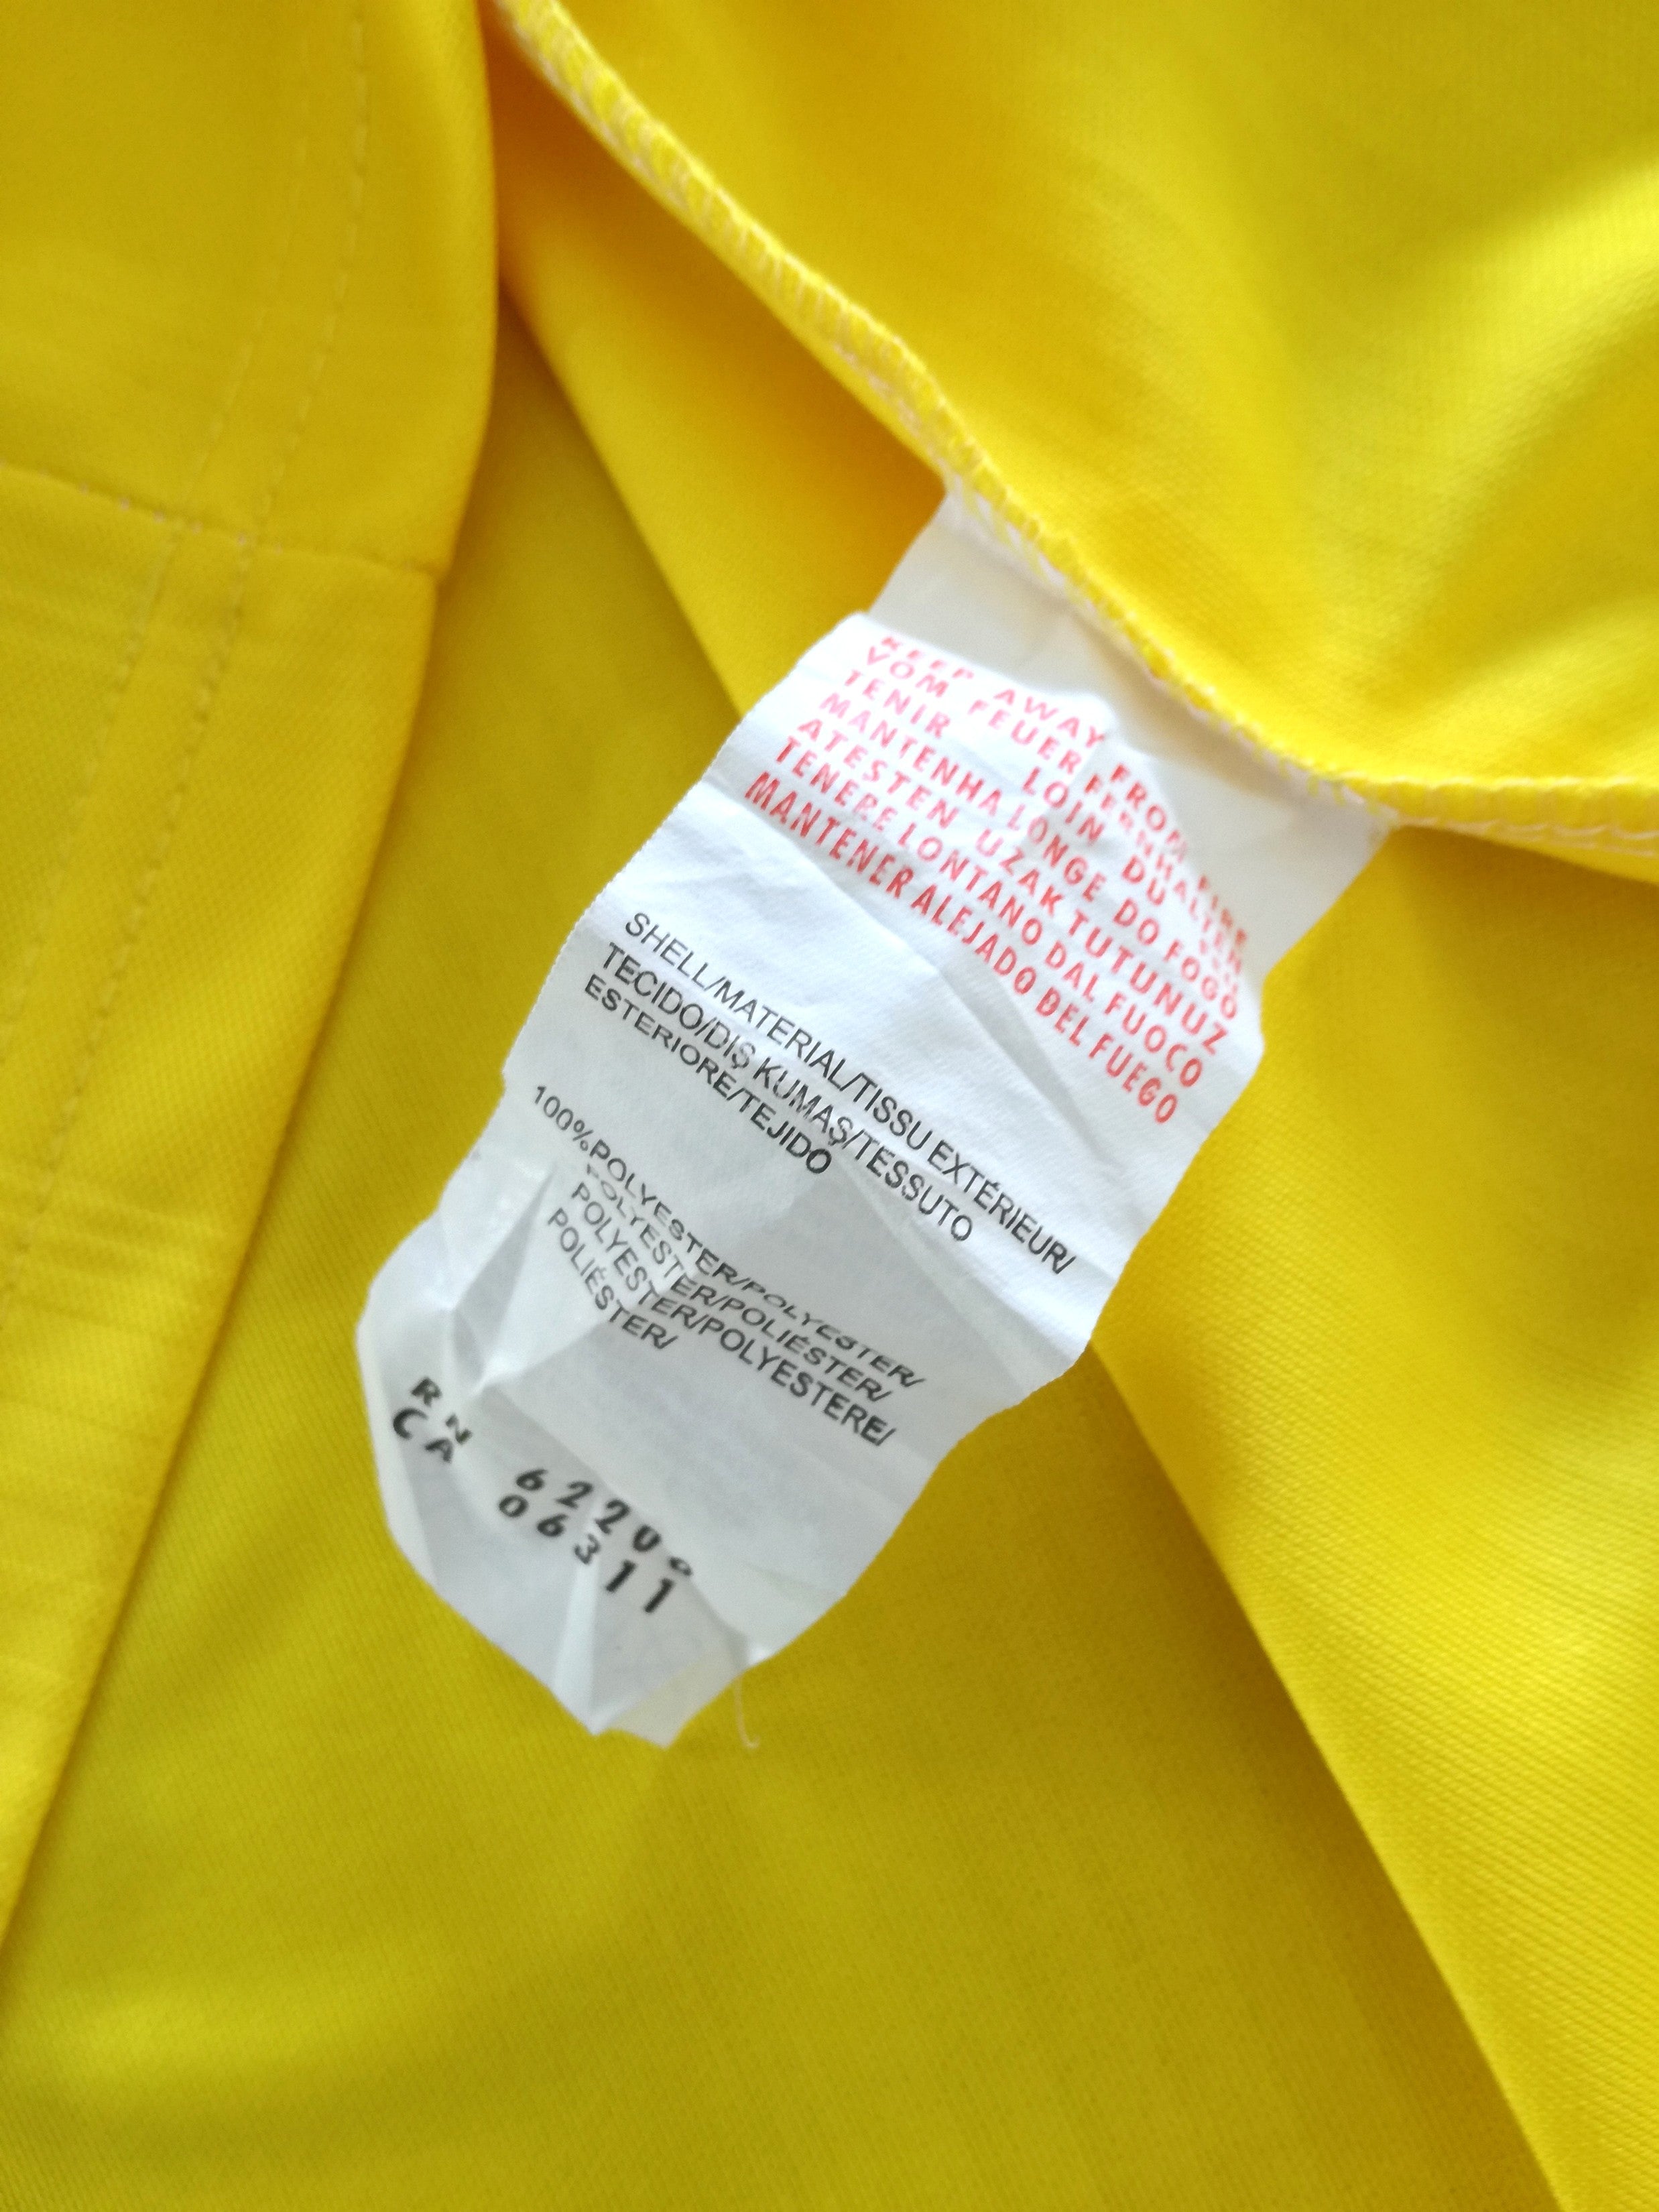 KEEP AWAY FROM FIRE
VOM FEUER FERNHALTEN
TENIR LOIN DU
MANTENHA LONGE DO FOGO
ATESTEN UZAK TUTUNUZ
TENERE LONTANO DAL FUOCO
MANTENER ALEJADO DEL FUEGO
SHELL/MATERIAL/TISSU EXTÉRIEUR/
TECIDO/DIŞ KUMAŞ/TESSUTO
ESTERIORE/TEJIDO
100%POLYESTER/POLYESTER/
POLYESTER/POLIÉSTER/
POLYESTER/POLYESTERE/
POLIÉSTER/
RN 6220
CA 06311